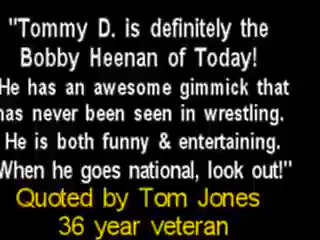 "Tommy D. is definitely the
Bobby Heenan of Today!
He has an awesome gimmick that
has never been seen in wrestling.
He is both funny & entertaining.
When he goes national, look out!"
Quoted by Tom Jones
36 year veteran